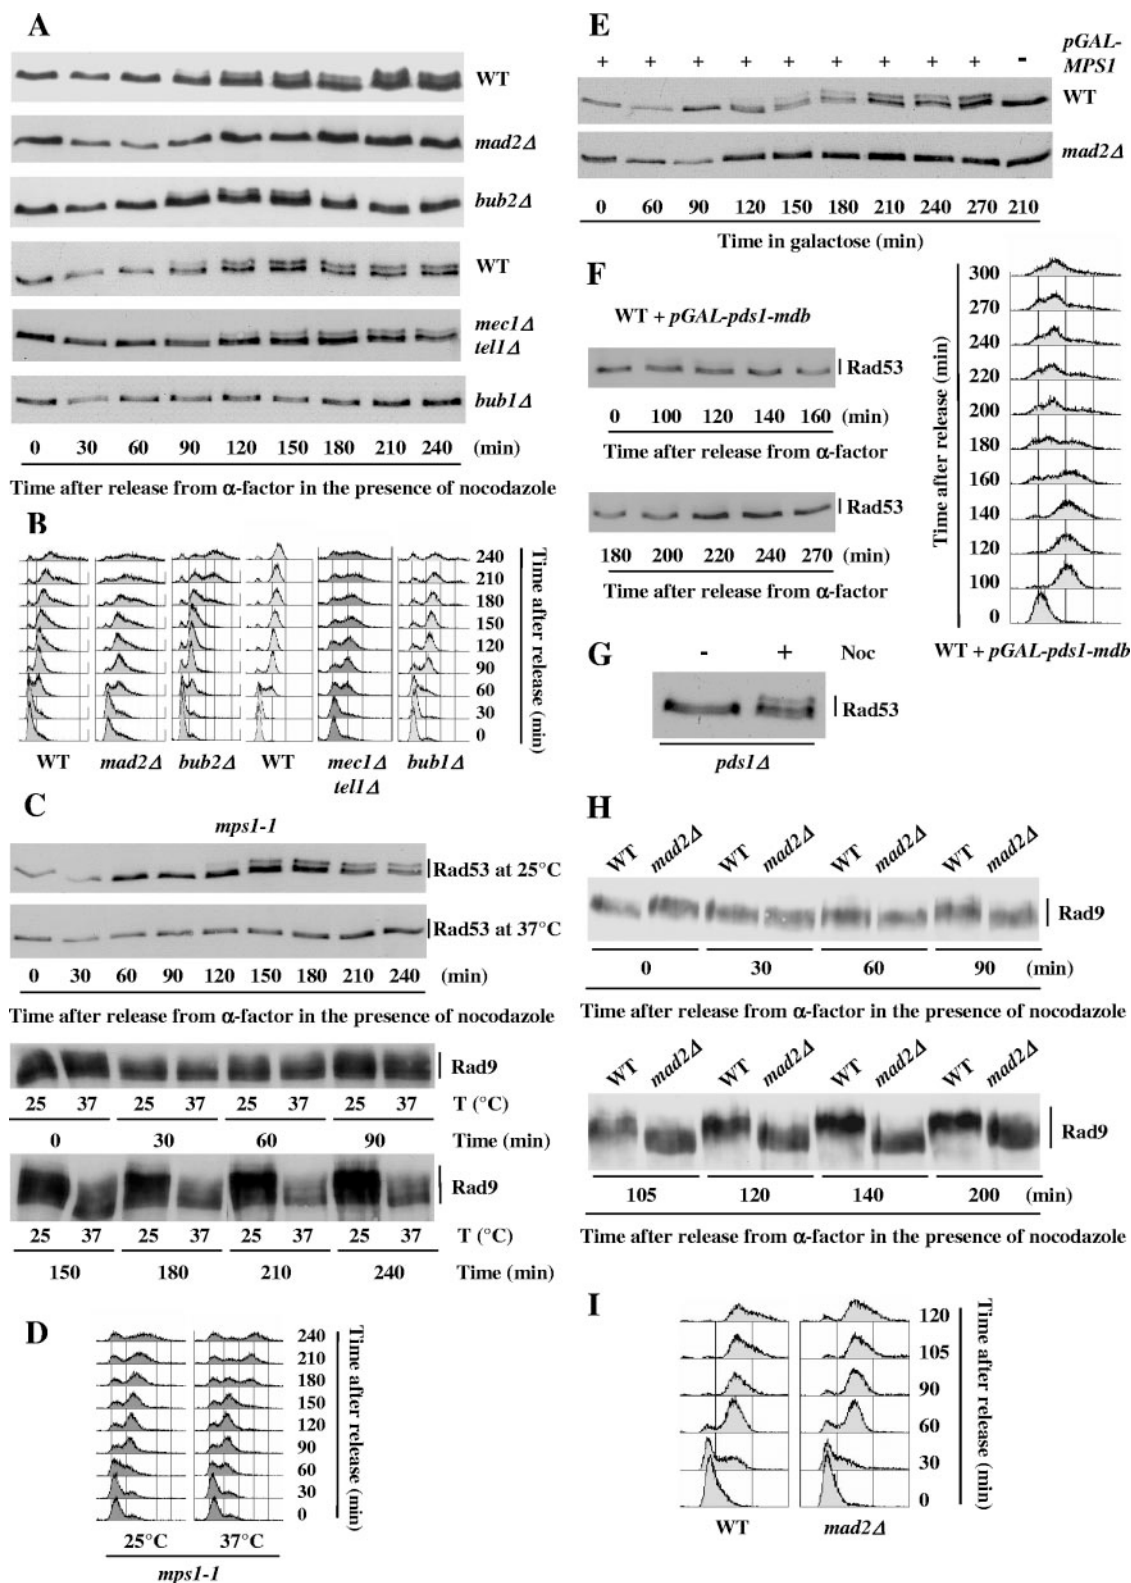 A
WT
mad2Δ
bub2Δ
WT
mec1Δ
tel1Δ
bub1Δ
0 30 60 90 120 150 180 210 240 (min)
Time after release from α-factor in the presence of nocodazole
B
240
210
180
150
120
90
60
30
0
Time after release (min)
WT mad2Δ bub2Δ WT mec1Δ tel1Δ bub1Δ
C
mps1-1
Rad53 at 25°C
Rad53 at 37°C
0 30 60 90 120 150 180 210 240 (min)
Time after release from α-factor in the presence of nocodazole
Rad9
25 37 25 37 25 37 25 37 T (°C)
0 30 60 90 Time (min)
Rad9
25 37 25 37 25 37 25 37 T (°C)
150 180 210 240 Time (min)
D
240
210
180
150
120
90
60
30
0
Time after release (min)
25°C 37°C
mps1-1
E
pGAL-
MPS1
+ + + + + + + + + -
WT
mad2Δ
0 60 90 120 150 180 210 240 270 210
Time in galactose (min)
F
WT + pGAL-pds1-mdb
Rad53
0 100 120 140 160 (min)
Time after release from α-factor
Rad53
180 200 220 240 270 (min)
Time after release from α-factor
Time after release (min)
300
270
240
220
200
180
160
140
120
100
0
WT + pGAL-pds1-mdb
G
- + Noc
Rad53
pds1Δ
H
WT mad2Δ WT mad2Δ WT mad2Δ WT mad2Δ
Rad9
0 30 60 90 (min)
Time after release from α-factor in the presence of nocodazole
WT mad2Δ WT mad2Δ WT mad2Δ WT mad2Δ
Rad9
105 120 140 200 (min)
Time after release from α-factor in the presence of nocodazole
I
120
105
90
60
30
0
Time after release (min)
WT mad2Δ